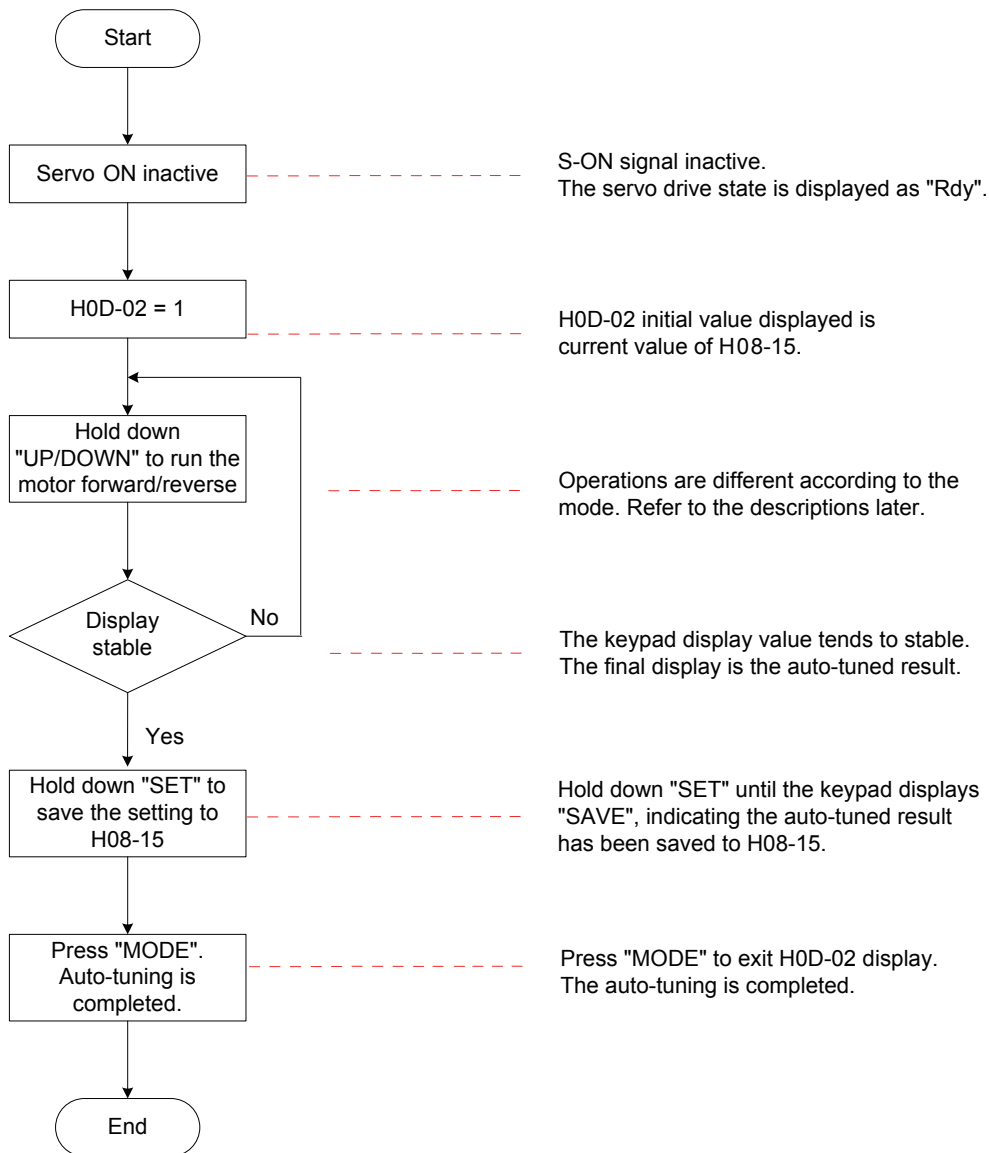 Start
Servo ON inactive
S-ON signal inactive.
The servo drive state is displayed as "Rdy".
H0D-02 = 1
H0D-02 initial value displayed is
current value of H08-15.
Hold down
"UP/DOWN" to run the
motor forward/reverse
Operations are different according to the
mode. Refer to the descriptions later.
Display
stable
No
The keypad display value tends to stable.
The final display is the auto-tuned result.
Yes
Hold down "SET" to
save the setting to
H08-15
Hold down "SET" until the keypad displays
"SAVE", indicating the auto-tuned result
has been saved to H08-15.
Press "MODE".
Auto-tuning is
completed.
Press "MODE" to exit H0D-02 display.
The auto-tuning is completed.
End